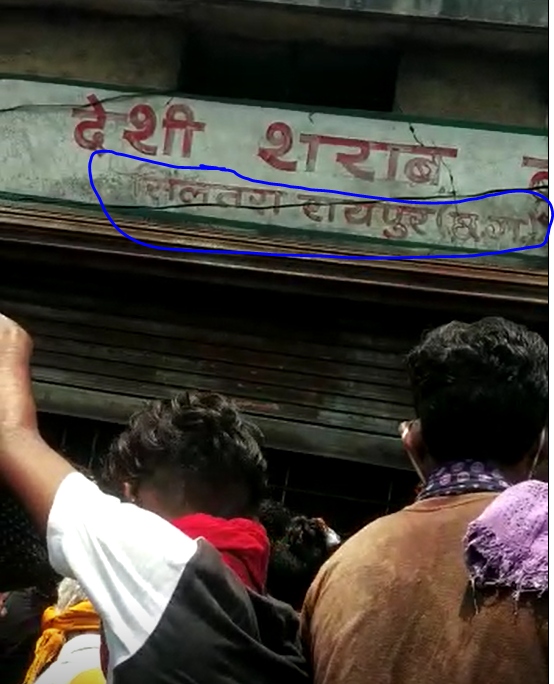 देशी शराब
सिलतरा रायपुर (छ.ग.)